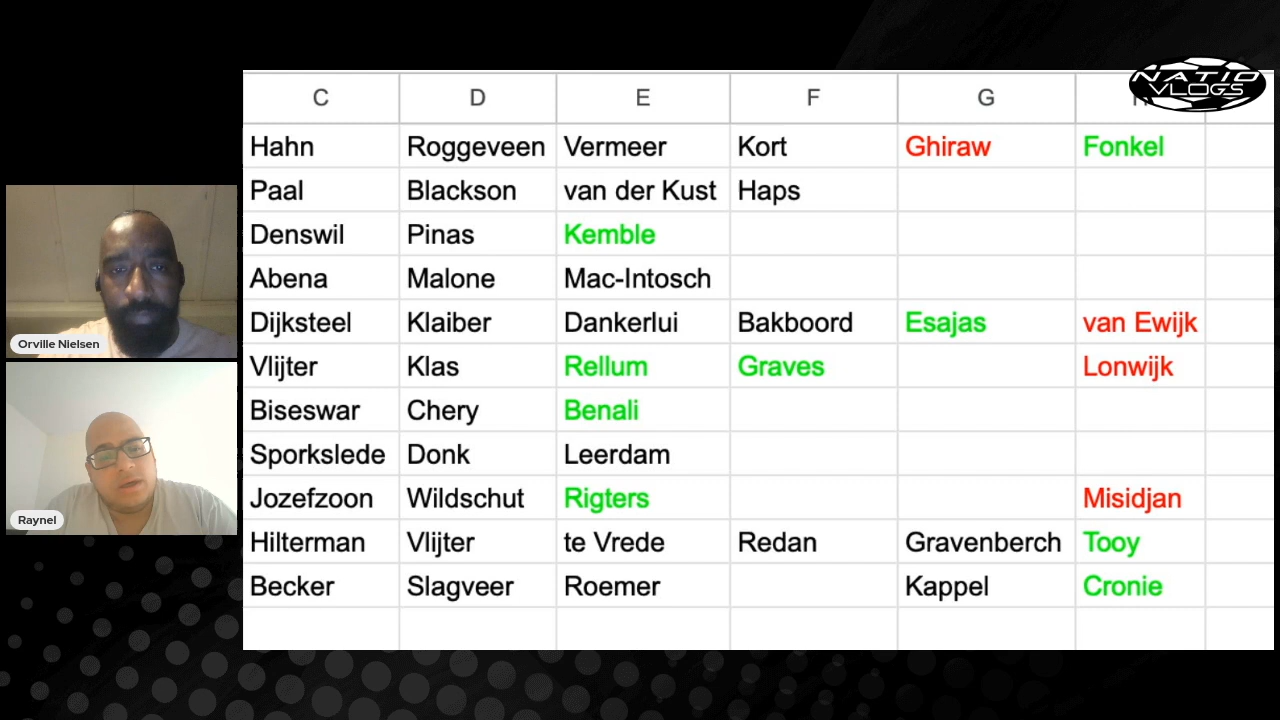 NATIO
VLOGS
C D E F G H
Hahn Roggeveen Vermeer Kort Ghiraw Fonkel
Paal Blackson van der Kust Haps
Denswil Pinas Kemble
Abena Malone Mac-Intosch
Dijksteel Klaiber Dankerlui Bakboord Esajas van Ewijk
Vlijter Klas Rellum Graves Lonwijk
Biseswar Chery Benali
Sporkslede Donk Leerdam
Jozefzoon Wildschut Rigters Misidjan
Hilterman Vlijter te Vrede Redan Gravenberch Tooy
Becker Slagveer Roemer Kappel Cronie
Orville Nielsen
Raynel